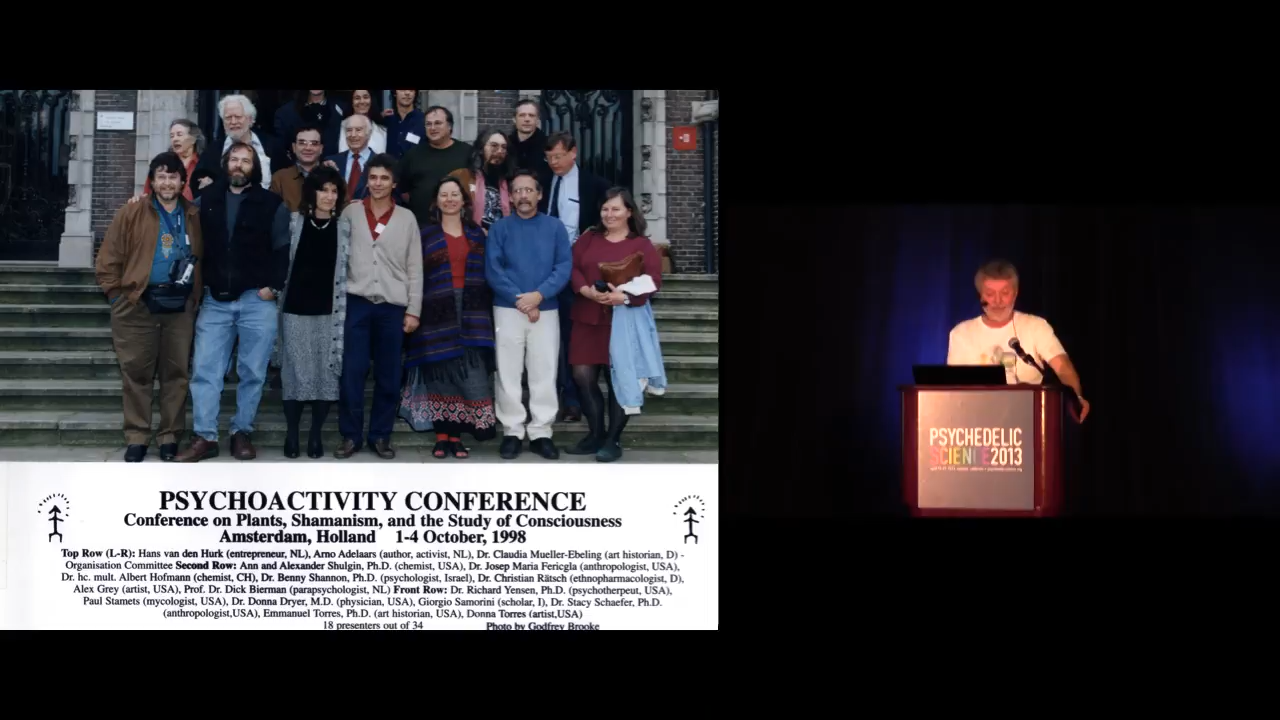 PSYCHOACTIVITY CONFERENCE
Conference on Plants, Shamanism, and the Study of Consciousness
Amsterdam, Holland 1-4 October, 1998
Top Row (L-R): Hans van den Hurk (entrepreneur, NL), Arno Adelaars (author, activist, NL), Dr. Claudia Mueller-Ebeling (art historian, D) -
Organisation Committee Second Row: Ann and Alexander Shulgin, Ph.D. (chemist, USA), Dr. Josep Maria Fericgla (anthropologist, USA),
Dr. hc. mult. Albert Hofmann (chemist, CH), Dr. Benny Shannon, Ph.D. (psychologist, Israel), Dr. Christian Rätsch (ethnopharmacologist, D),
Alex Grey (artist, USA), Prof. Dr. Dick Bierman (parapsychologist, NL) Front Row: Dr. Richard Yensen, Ph.D. (psychotherpeut, USA),
Paul Stamets (mycologist, USA), Dr. Donna Dryer, M.D. (physician, USA), Giorgio Samorini (scholar, I), Dr. Stacy Schaefer, Ph.D.
(anthropologist,USA), Emmanuel Torres, Ph.D. (art historian, USA), Donna Torres (artist,USA)
18 presenters out of 34 Photo by Godfrey Brooke
PSYCHEDELIC
SCIENCE2013